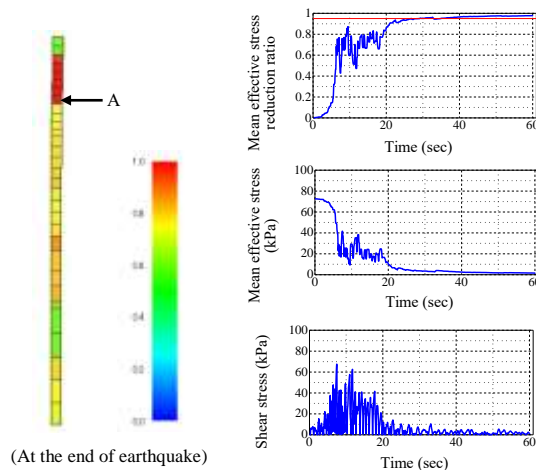 A
1.0
0.8
0.4
0.2
0.0
(At the end of earthquake)
Mean effective stress
reduction ratio
1
0.8
0.6
0.4
0.2
0
0 20 40 60
Time (sec)
Mean effective stress
(kPa)
100
80
60
40
20
0
0 20 40 60
Time (sec)
Shear stress (kPa)
100
80
60
40
20
0
0 20 40 60
Time (sec)